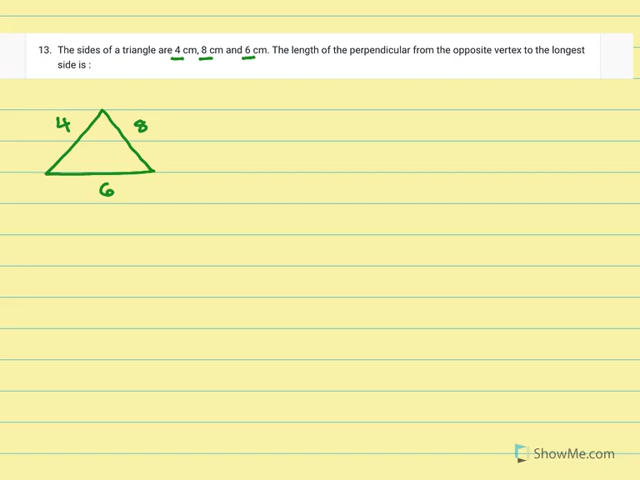 13. The sides of a triangle are 4 cm, 8 cm and 6 cm. The length of the perpendicular from the opposite vertex to the longest
side is :
4 8
6
ShowMe.com